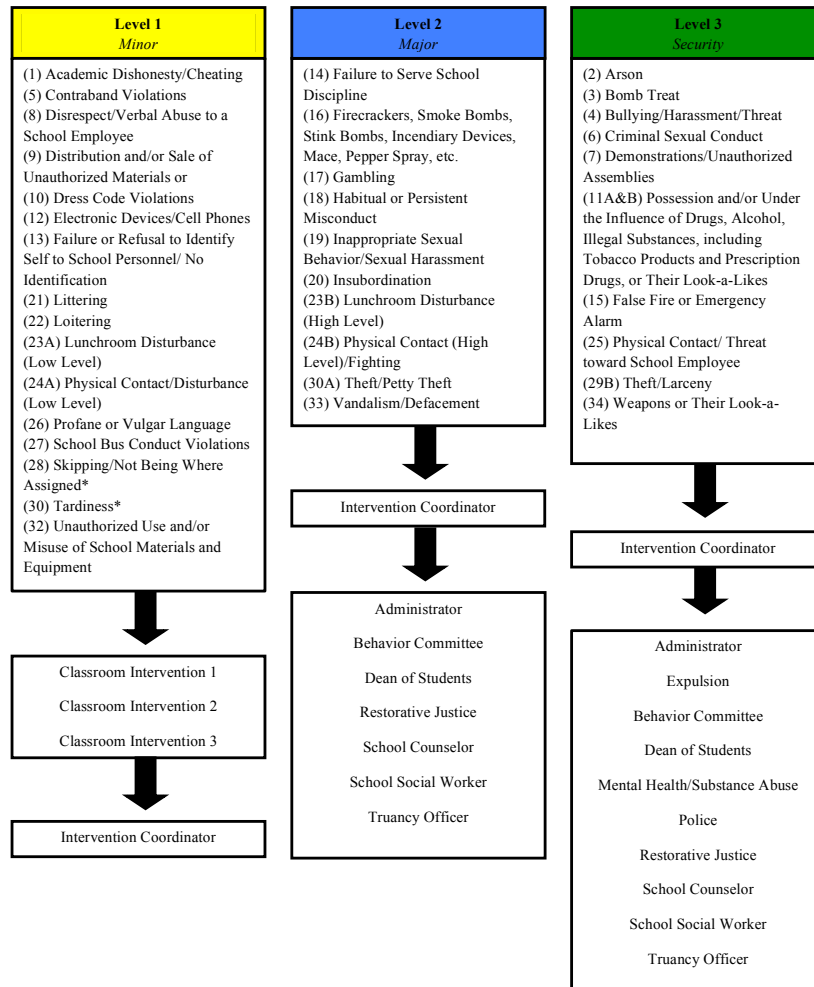 Level 1
Minor
(1) Academic Dishonesty/Cheating
(5) Contraband Violations
(8) Disrespect/Verbal Abuse to a
School Employee
(9) Distribution and/or Sale of
Unauthorized Materials or
(10) Dress Code Violations
(12) Electronic Devices/Cell Phones
(13) Failure or Refusal to Identify
Self to School Personnel/ No
Identification
(21) Littering
(22) Loitering
(23A) Lunchroom Disturbance
(Low Level)
(24A) Physical Contact/Disturbance
(Low Level)
(26) Profane or Vulgar Language
(27) School Bus Conduct Violations
(28) Skipping/Not Being Where
Assigned*
(30) Tardiness*
(32) Unauthorized Use and/or
Misuse of School Materials and
Equipment
Classroom Intervention 1
Classroom Intervention 2
Classroom Intervention 3
Intervention Coordinator
Level 2
Major
(14) Failure to Serve School
Discipline
(16) Firecrackers, Smoke Bombs,
Stink Bombs, Incendiary Devices,
Mace, Pepper Spray, etc.
(17) Gambling
(18) Habitual or Persistent
Misconduct
(19) Inappropriate Sexual
Behavior/Sexual Harassment
(20) Insubordination
(23B) Lunchroom Disturbance
(High Level)
(24B) Physical Contact (High
Level)/Fighting
(30A) Theft/Petty Theft
(33) Vandalism/Defacement
Intervention Coordinator
Administrator
Behavior Committee
Dean of Students
Restorative Justice
School Counselor
School Social Worker
Truancy Officer
Level 3
Security
(2) Arson
(3) Bomb Treat
(4) Bullying/Harassment/Threat
(6) Criminal Sexual Conduct
(7) Demonstrations/Unauthorized
Assemblies
(11A&B) Possession and/or Under
the Influence of Drugs, Alcohol,
Illegal Substances, including
Tobacco Products and Prescription
Drugs, or Their Look-a-Likes
(15) False Fire or Emergency
Alarm
(25) Physical Contact/ Threat
toward School Employee
(29B) Theft/Larceny
(34) Weapons or Their Look-a-
Likes
Intervention Coordinator
Administrator
Expulsion
Behavior Committee
Dean of Students
Mental Health/Substance Abuse
Police
Restorative Justice
School Counselor
School Social Worker
Truancy Officer